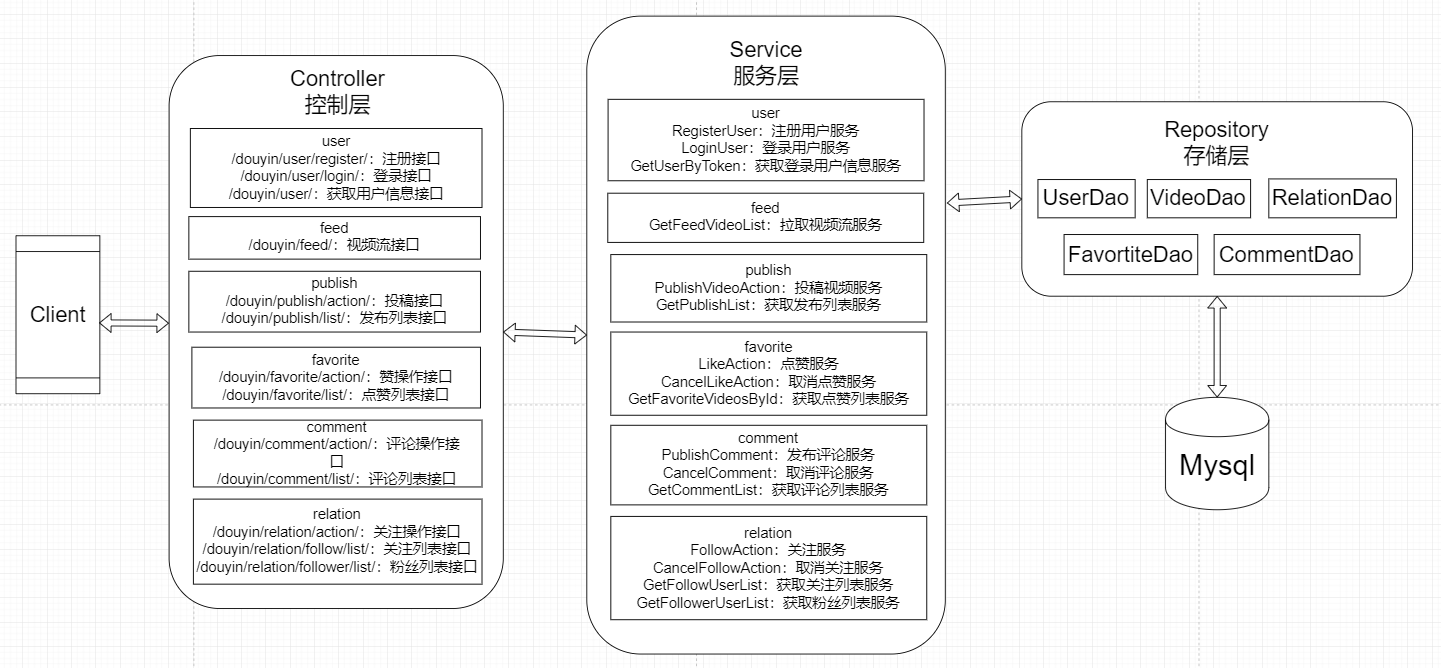 Client
Controller
控制层
user
/douyin/user/register/：注册接口
/douyin/user/login/：登录接口
/douyin/user/：获取用户信息接口
feed
/douyin/feed/：视频流接口
publish
/douyin/publish/action/：投稿接口
/douyin/publish/list/：发布列表接口
favorite
/douyin/favorite/action/：赞操作接口
/douyin/favorite/list/：点赞列表接口
comment
/douyin/comment/action/：评论操作接
口
/douyin/comment/list/：评论列表接口
relation
/douyin/relation/action/：关注操作接口
/douyin/relation/follow/list/：关注列表接口
/douyin/relation/follower/list/：粉丝列表接口
Service
服务层
user
RegisterUser：注册用户服务
LoginUser：登录用户服务
GetUserByToken：获取登录用户信息服务
feed
GetFeedVideoList：拉取视频流服务
publish
PublishVideoAction：投稿视频服务
GetPublishList：获取发布列表服务
favorite
LikeAction：点赞服务
CancelLikeAction：取消点赞服务
GetFavoriteVideosById：获取点赞列表服务
comment
PublishComment：发布评论服务
CancelComment：取消评论服务
GetCommentList：获取评论列表服务
relation
FollowAction：关注服务
CancelFollowAction：取消关注服务
GetFollowUserList：获取关注列表服务
GetFollowerUserList：获取粉丝列表服务
Repository
存储层
UserDao
VideoDao
RelationDao
FavortiteDao
CommentDao
Mysql